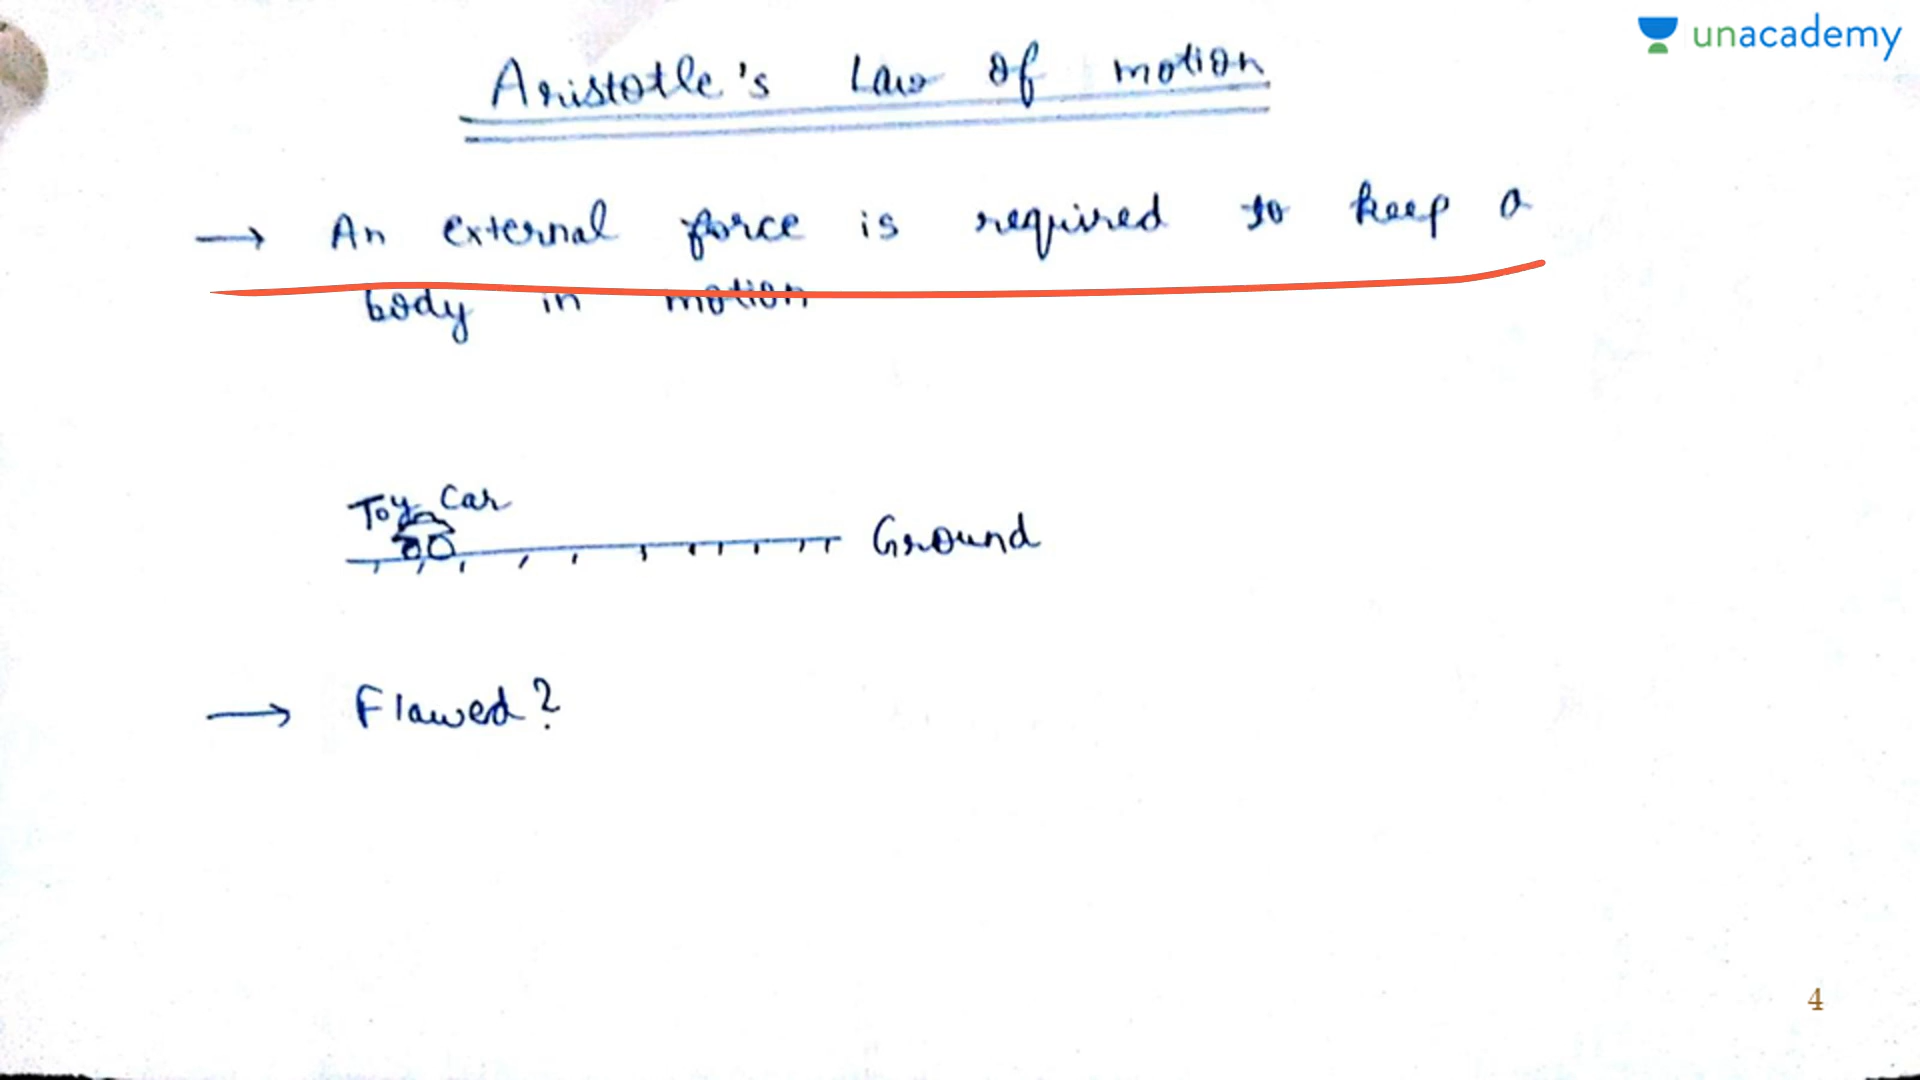 unacademy
Aristotle's Law of motion
→ An external force is required to keep a
body in motion
Toy Car
Ground
→ Flawed?
4